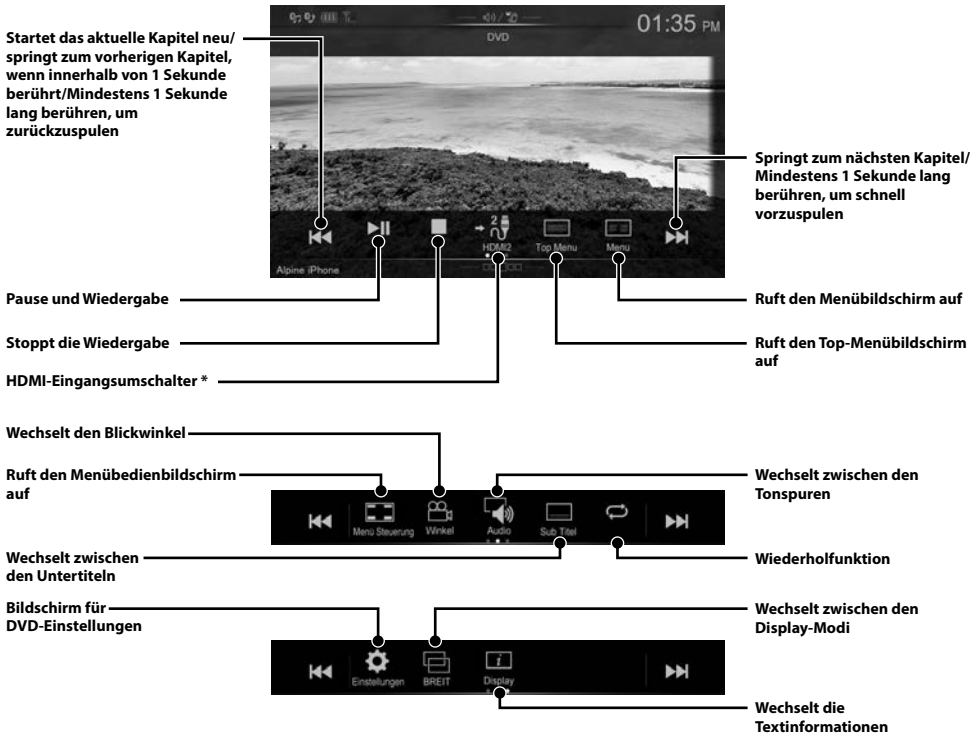 01:35 PM
DVD
Startet das aktuelle Kapitel neu/
springt zum vorherigen Kapitel,
wenn innerhalb von 1 Sekunde
berührt/Mindestens 1 Sekunde
lang berühren, um
zurückzuspulen
Springt zum nächsten Kapitel/
Mindestens 1 Sekunde lang
berühren, um schnell
vorzuspulen
2
HDMI2
Top Menu
Menu
Alpine iPhone
Pause und Wiedergabe
Ruft den Menübildschirm auf
Stoppt die Wiedergabe
Ruft den Top-Menübildschirm
auf
HDMI-Eingangsumschalter *
Wechselt den Blickwinkel
Ruft den Menübedienbildschirm
auf
Wechselt zwischen den
Tonspuren
Menü Steuerung
Winkel
Audio
Sub Titel
Wechselt zwischen
den Untertiteln
Wiederholfunktion
Bildschirm für
DVD-Einstellungen
Wechselt zwischen den
Display-Modi
Einstellungen
BREIT
i
Display
Wechselt die
Textinformationen